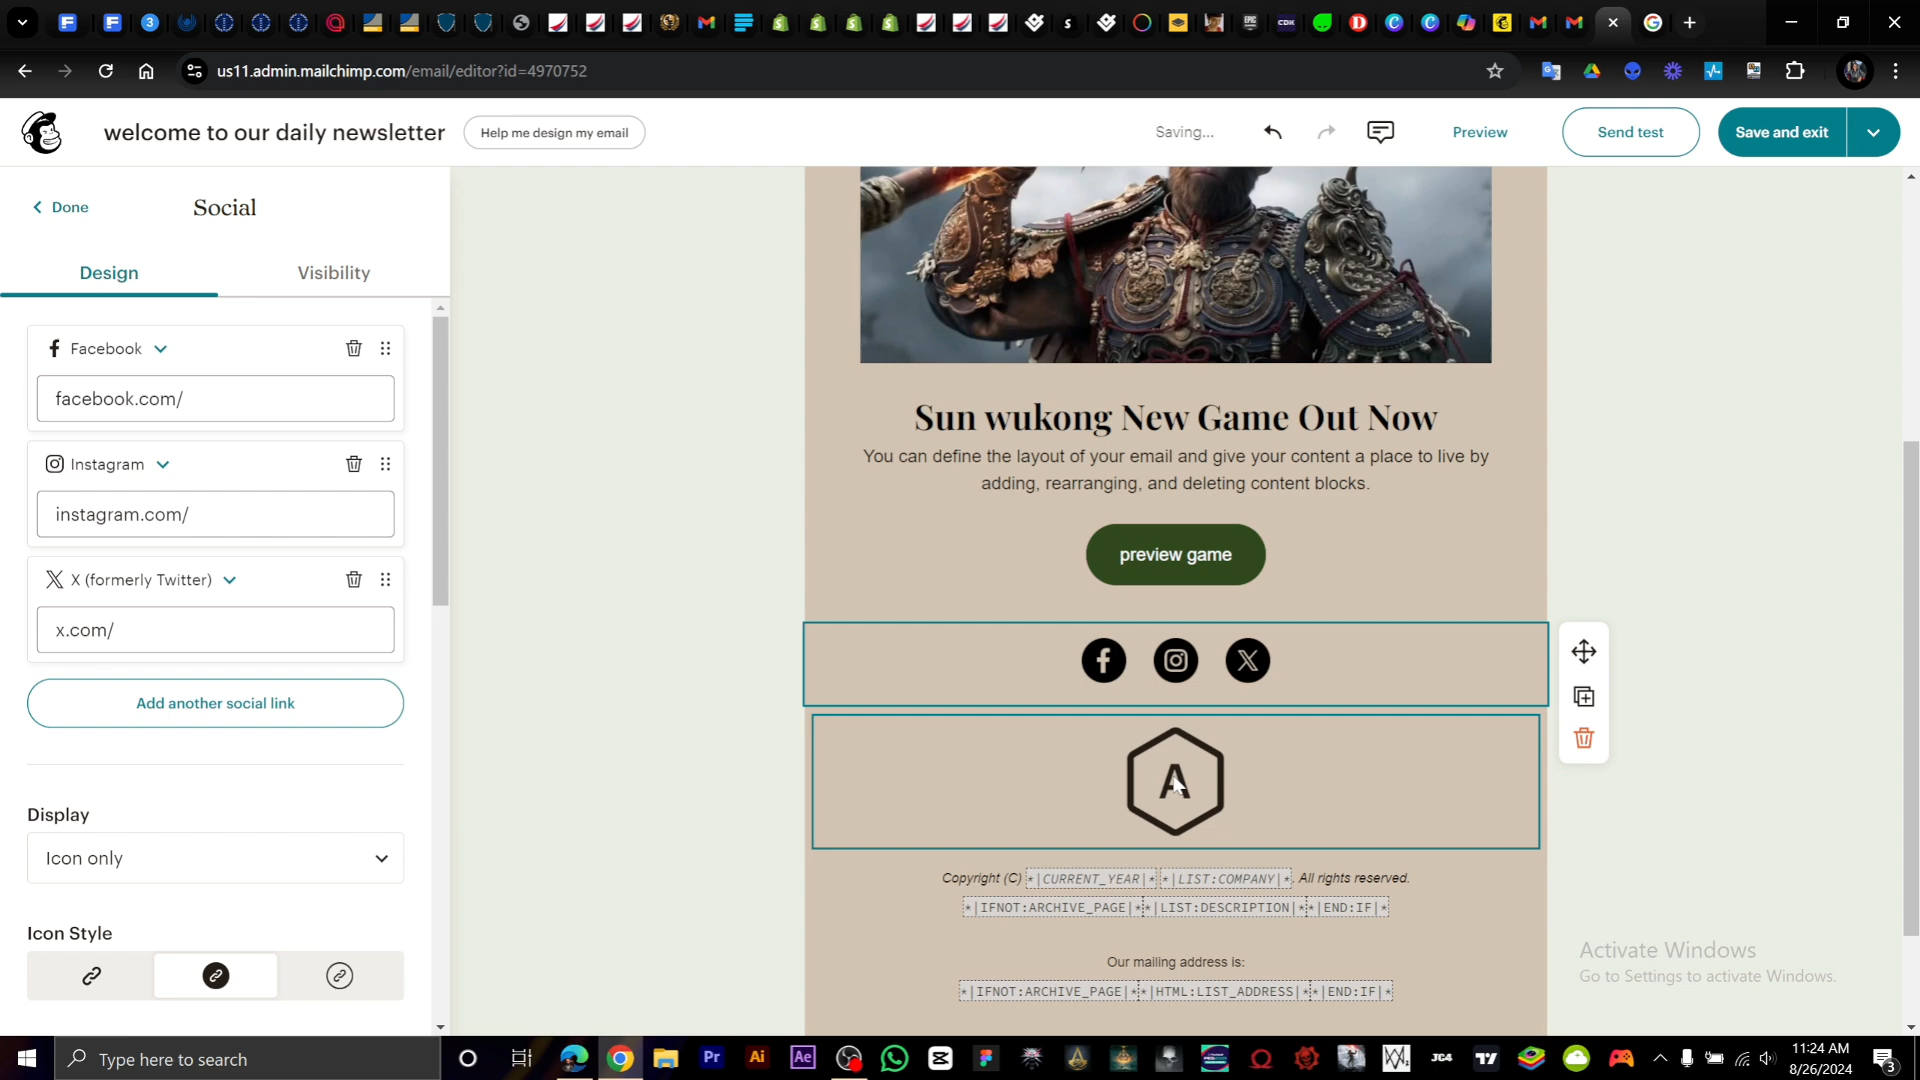 us11.admin.mailchimp.com/email/editor?id=4970752
welcome to our daily newsletter
Help me design my email
Saving...
Preview
Send test
Save and exit
Done
Social
Design
Visibility
Facebook
facebook.com/
Instagram
instagram.com/
X (formerly Twitter)
x.com/
Add another social link
Display
Icon only
Icon Style
Sun wukong New Game Out Now
You can define the layout of your email and give your content a place to live by
adding, rearranging, and deleting content blocks.
preview game
A
Copyright (C) *|CURRENT_YEAR|* *|LIST:COMPANY|*. All rights reserved.
*|IFNOT:ARCHIVE_PAGE|**|LIST:DESCRIPTION|**|END:IF|*
Our mailing address is:
*|IFNOT:ARCHIVE_PAGE|**|HTML:LIST_ADDRESS|**|END:IF|*
Activate Windows
Go to Settings to activate Windows.
Type here to search
11:24 AM
8/26/2024